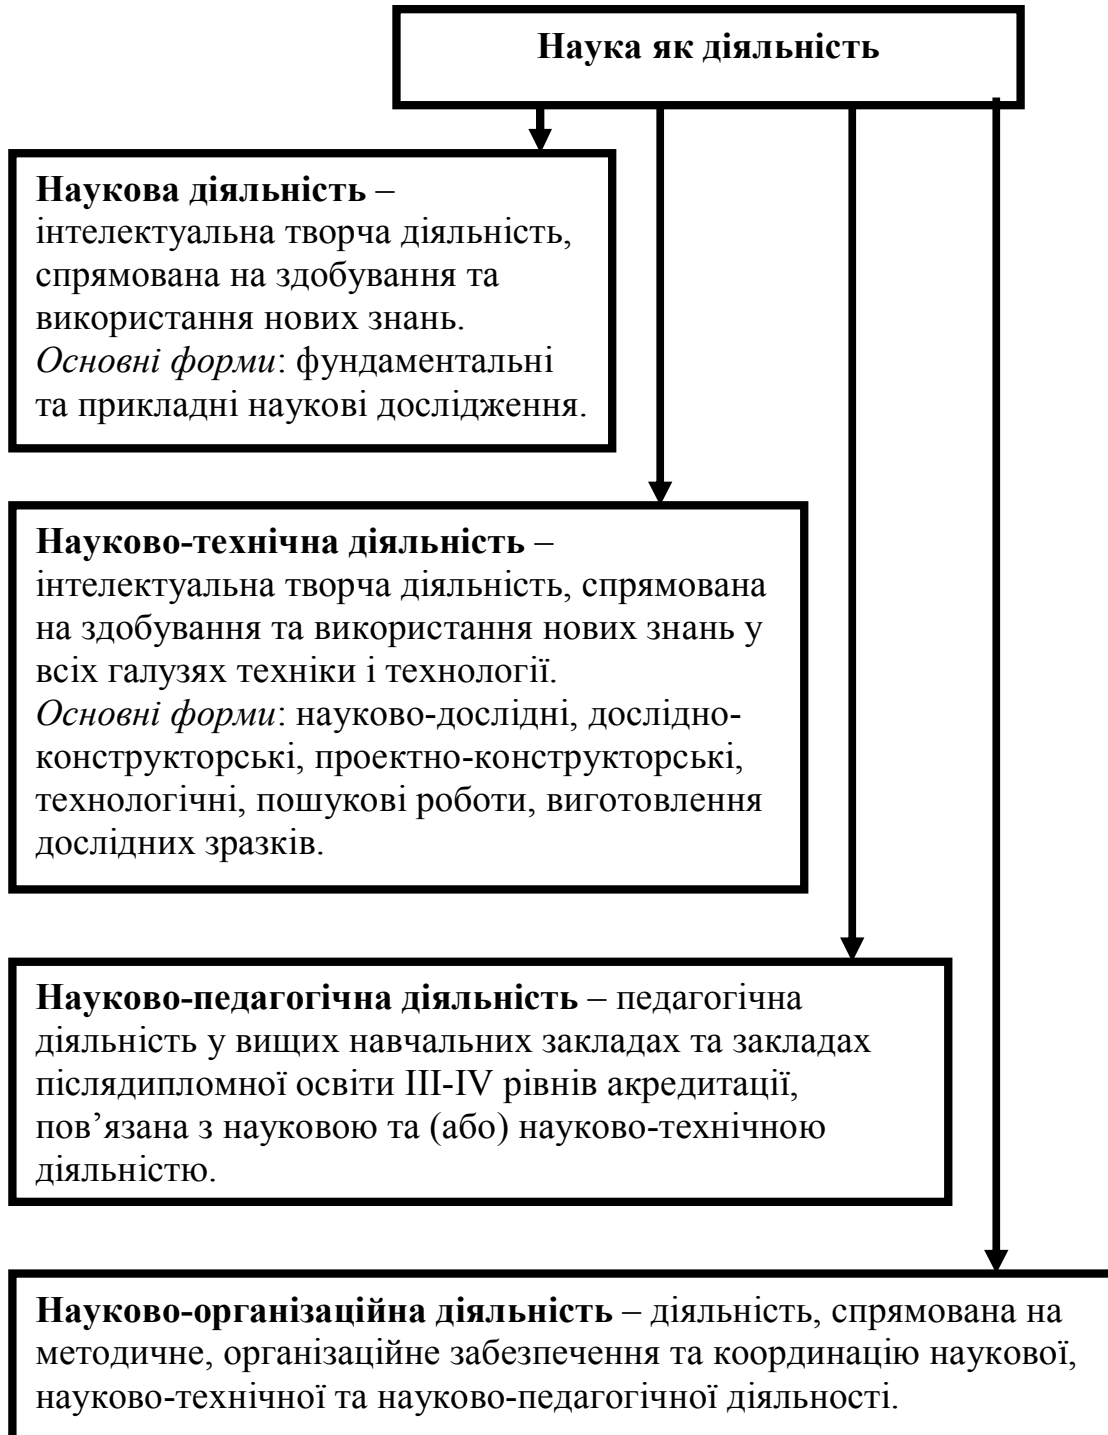 Наука як діяльність
Наукова діяльність –
інтелектуальна творча діяльність,
спрямована на здобування та
використання нових знань.
Основні форми: фундаментальні
та прикладні наукові дослідження.
Науково-технічна діяльність –
інтелектуальна творча діяльність, спрямована
на здобування та використання нових знань у
всіх галузях техніки і технології.
Основні форми: науково-дослідні, дослідно-
конструкторські, проектно-конструкторські,
технологічні, пошукові роботи, виготовлення
дослідних зразків.
Науково-педагогічна діяльність – педагогічна
діяльність у вищих навчальних закладах та закладах
післядипломної освіти III-IV рівнів акредитації,
пов’язана з науковою та (або) науково-технічною
діяльністю.
Науково-організаційна діяльність – діяльність, спрямована на
методичне, організаційне забезпечення та координацію наукової,
науково-технічної та науково-педагогічної діяльності.